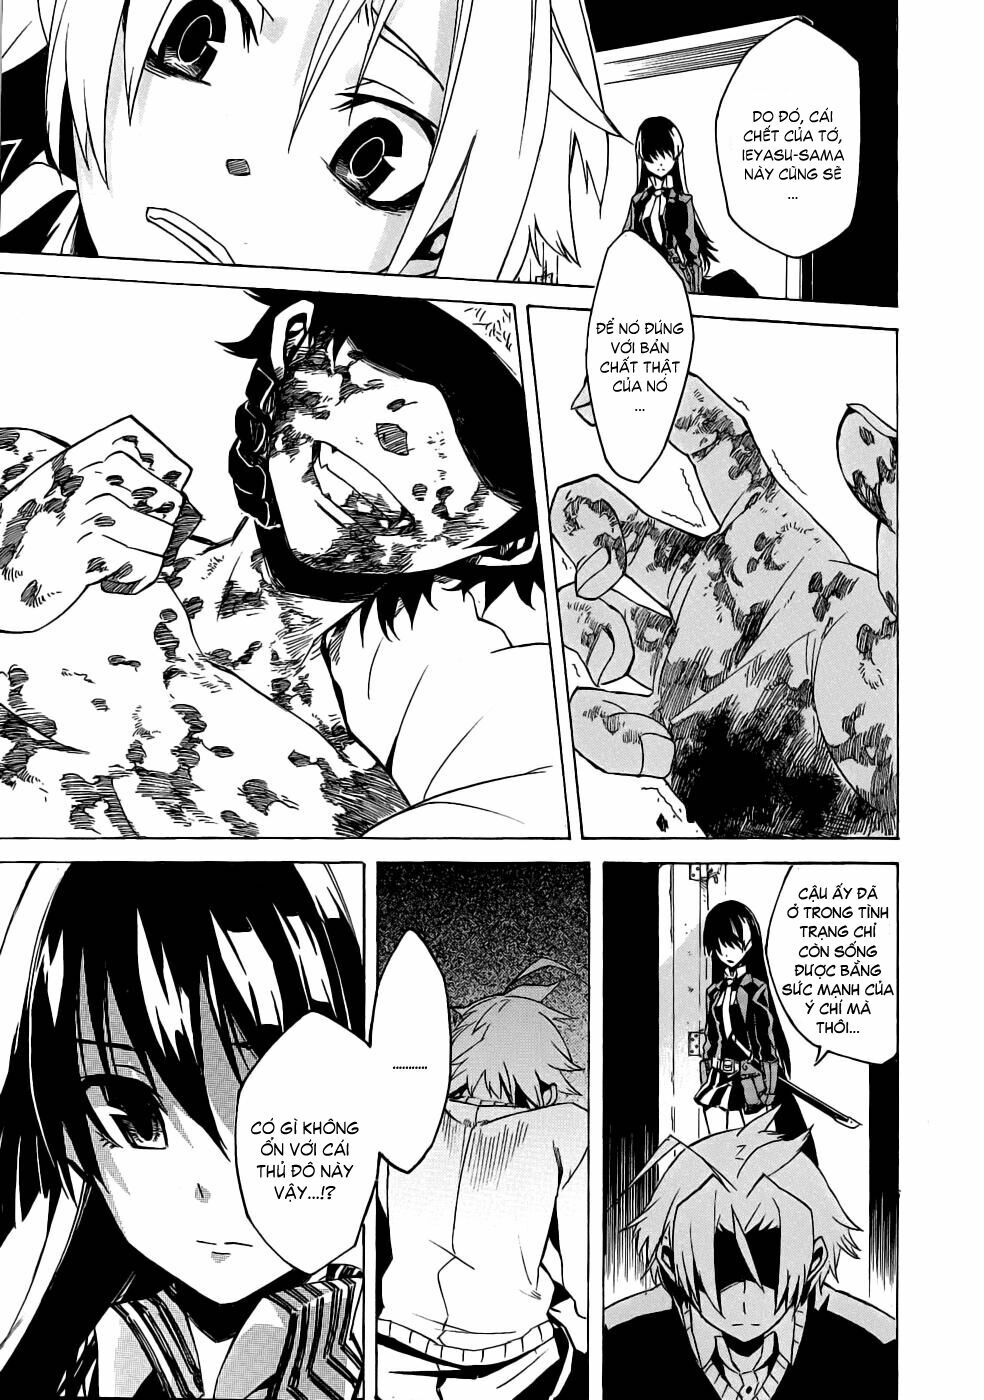 DO ĐÓ, CÁI
CHẾT CỦA TỚ,
IEYASU-SAMA
NÀY CŨNG SẼ
...
ĐỂ NÓ ĐÚNG
VỚI BẢN
CHẤT THẬT
CỦA NÓ
...
CẬU ẤY ĐÃ
Ở TRONG TÌNH
TRẠNG CHỈ
CÒN SỐNG
ĐƯỢC BẰNG
SỨC MẠNH CỦA
Ý CHÍ MÀ
THÔI...
............
CÓ GÌ KHÔNG
ỔN VỚI CÁI
THỦ ĐÔ NÀY
VẬY...!?